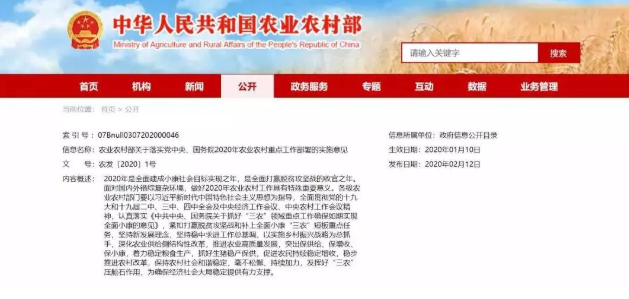 中华人民共和国农业农村部
Ministry of Agriculture and Rural Affairs of the People's Republic of China
请输入关键字 搜索
首页 机构 新闻 公开 政务服务 专题 互动 数据 业务管理
当前位置: 首页 > 公开
索 引 号: 07Bnull0307202000046 信息所属单位: 政府信息公开目录
信息名称: 农业农村部关于落实党中央、国务院2020年农业农村重点工作部署的实施意见 生效日期: 2020年01月10日
文 号: 农发〔2020〕1号 发布日期: 2020年02月12日
内容概述: 2020年是全面建成小康社会目标实现之年,是全面打赢脱贫攻坚战的收官之年。
面对国内外错综复杂环境,做好2020年农业农村工作具有特殊重要意义。各级农
业农村部门要以习近平新时代中国特色社会主义思想为指导,全面贯彻党的十九
大和十九届二中、三中、四中全会及中央经济工作会议、中央农村工作会议精
神,认真落实《中共中央、国务院关于抓好“三农”领域重点工作确保如期实现
全面小康的意见》,紧扣打赢脱贫攻坚战和补上全面小康“三农”短板重点任
务,坚持新发展理念,坚持稳中求进工作总基调,以实施乡村振兴战略为总抓
手,深化农业供给侧结构性改革,推进农业高质量发展,突出保供给、保增收、
保小康,着力稳定粮食生产,抓好生猪稳产保供,促进农民持续稳定增收,稳步
推进农村改革,保持农村社会和谐稳定,毫不松懈、持续加力,发挥好“三农”
压舱石作用,为确保经济社会大局稳定提供有力支撑。